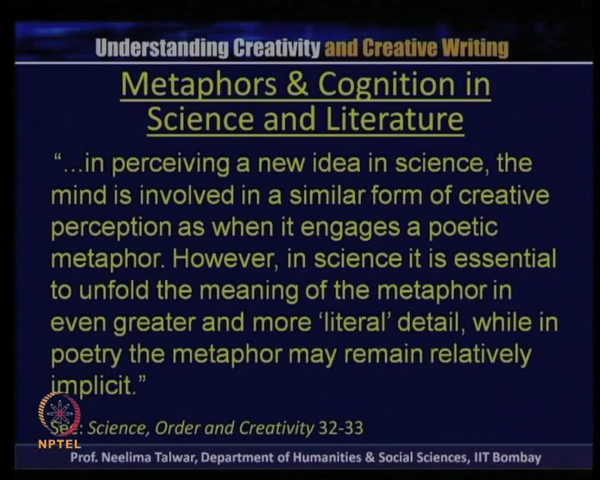 Understanding Creativity and Creative Writing
Metaphors & Cognition in
Science and Literature
“...in perceiving a new idea in science, the
mind is involved in a similar form of creative
perception as when it engages a poetic
metaphor. However, in science it is essential
to unfold the meaning of the metaphor in
even greater and more ‘literal’ detail, while in
poetry the metaphor may remain relatively
implicit.”
See: Science, Order and Creativity 32-33
NPTEL
Prof. Neelima Talwar, Department of Humanities & Social Sciences, IIT Bombay